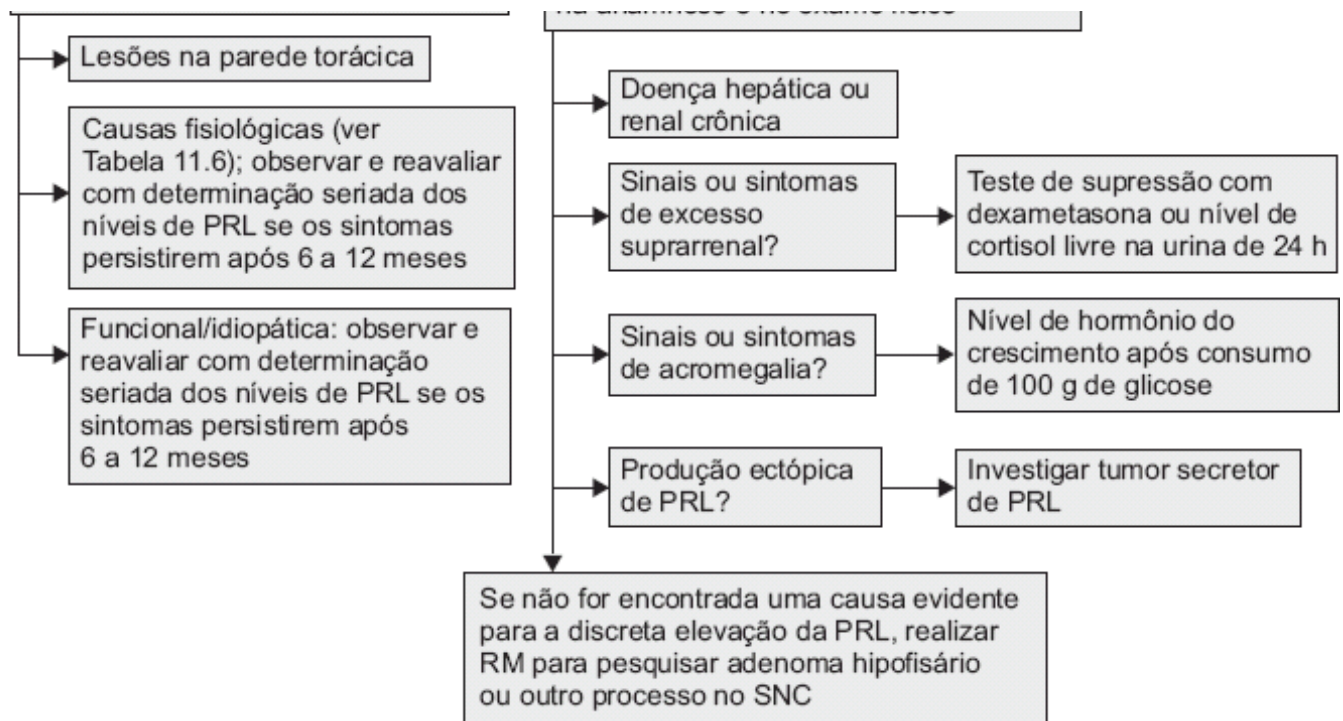 na anamnese e no exame físico
Lesões na parede torácica
Causas fisiológicas (ver
Tabela 11.6); observar e reavaliar
com determinação seriada dos
níveis de PRL se os sintomas
persistirem após 6 a 12 meses
Funcional/idiopática: observar e
reavaliar com determinação
seriada dos níveis de PRL se os
sintomas persistirem após
6 a 12 meses
Doença hepática ou
renal crônica
Sinais ou sintomas
de excesso
suprarrenal?
Teste de supressão com
dexametasona ou nível de
cortisol livre na urina de 24 h
Sinais ou sintomas
de acromegalia?
Nível de hormônio do
crescimento após consumo
de 100 g de glicose
Produção ectópica
de PRL?
Investigar tumor secretor
de PRL
Se não for encontrada uma causa evidente
para a discreta elevação da PRL, realizar
RM para pesquisar adenoma hipofisário
ou outro processo no SNC